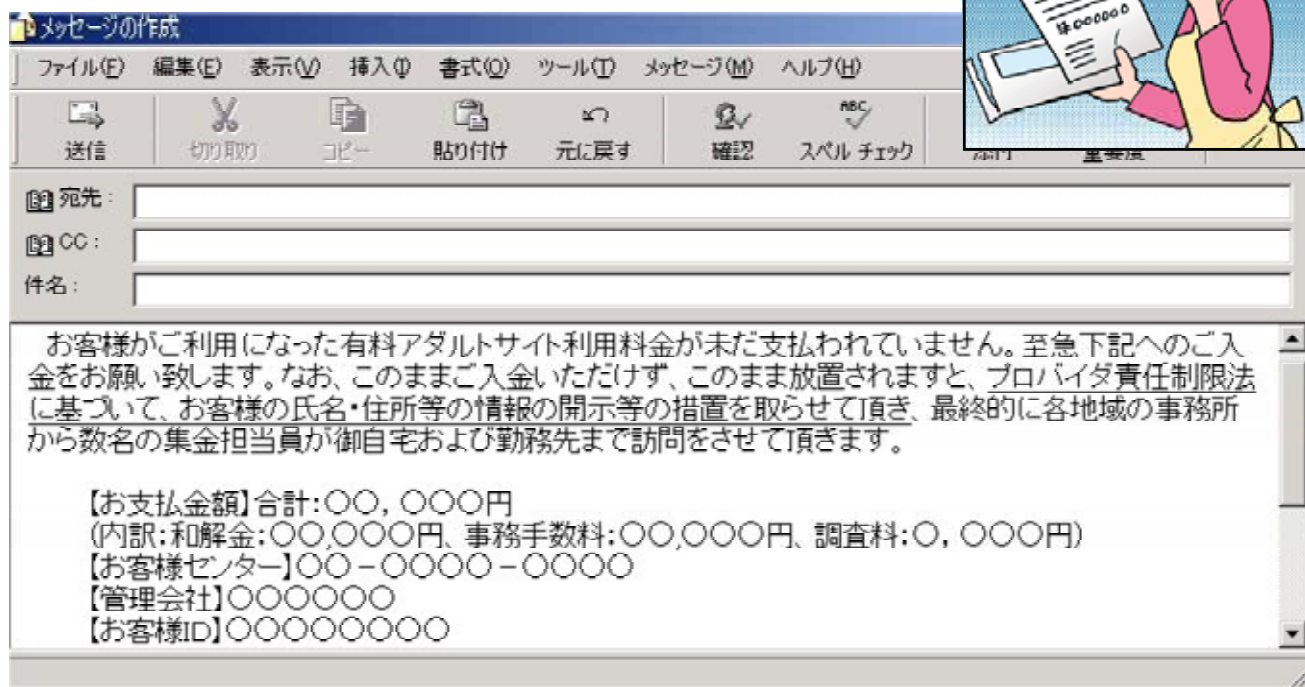 メッセージの作成
ファイル(F) 編集(E) 表示(V) 挿入(I) 書式(O) ツール(T) メッセージ(M) ヘルプ(H)
送信 切り取り コピー 貼り付け 元に戻す 確認 スペル チェック 添付 重要度
宛先:
CC:
件名:
お客様がご利用になった有料アダルトサイト利用料金が未だ支払われていません。至急下記へのご入
金をお願い致します。なお、このままご入金いただけず、このまま放置されますと、プロバイダ責任制限法
に基づいて、お客様の氏名・住所等の情報の開示等の措置を取らせて頂き、最終的に各地域の事務所
から数名の集金担当員が御自宅および勤務先まで訪問をさせて頂きます。
【お支払金額】合計:○○,○○○円
(内訳:和解金:○○,○○○円、事務手数料:○○,○○○円、調査料:○,○○○円)
【お客様センター】○○-○○○○-○○○○
【管理会社】○○○○○○
【お客様ID】○○○○○○○○